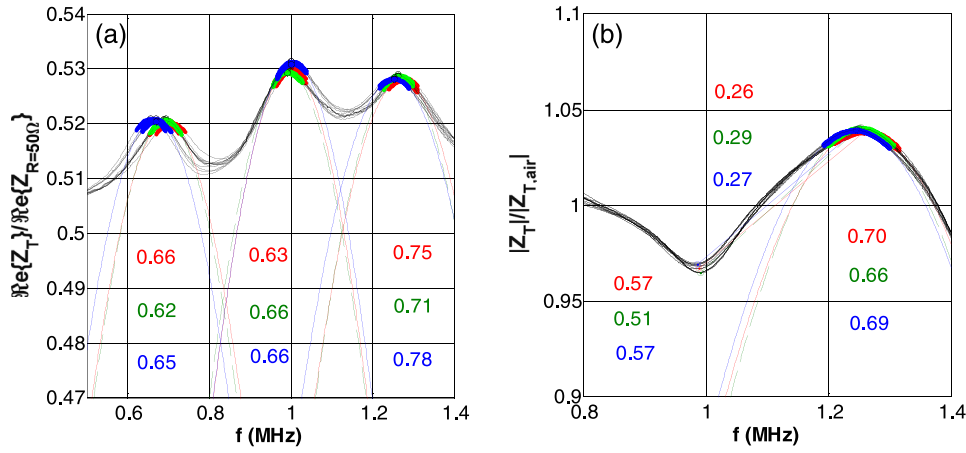 (a)
ℜe{Z_T}/ℜe{Z_R=50Ω}
0.54
0.53
0.52
0.51
0.5
0.49
0.48
0.47
0.66 0.63 0.75
0.62 0.66 0.71
0.65 0.66 0.78
0.6 0.8 1 1.2 1.4
f (MHz)
(b)
|Z_T|/|Z_T,air|
1.1
1.05
1
0.95
0.9
0.26
0.29
0.27
0.57 0.70
0.51 0.66
0.57 0.69
0.8 1 1.2 1.4
f (MHz)